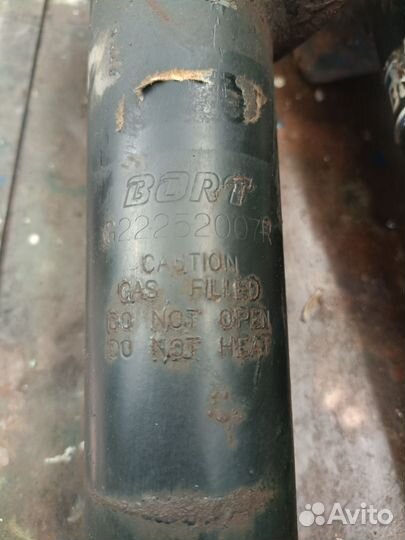 BORT
G22252007R
CAUTION
GAS FILLED
DO NOT OPEN
DO NOT HEAT
Avito